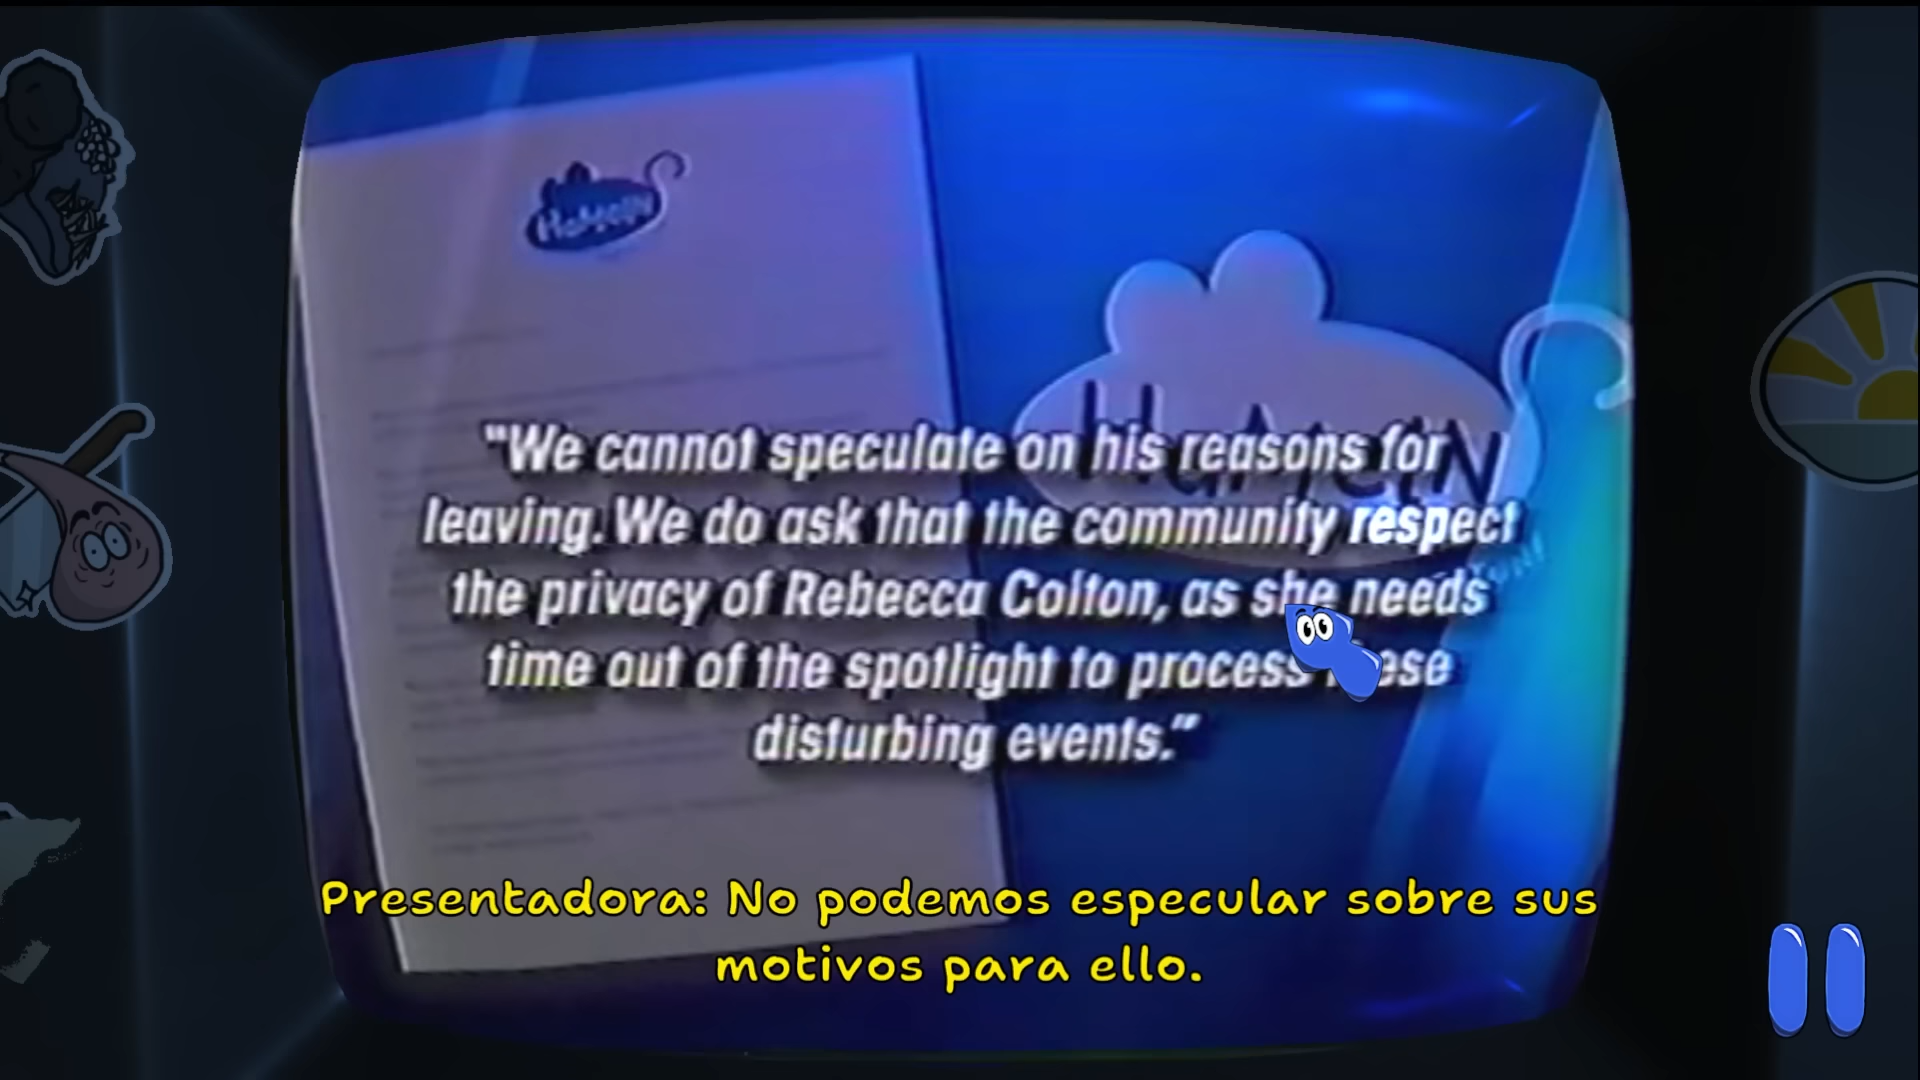 HaMelN
HaMelN
"We cannot speculate on his reasons for
leaving. We do ask that the community respect
the privacy of Rebecca Colton, as she needs
time out of the spotlight to process
disturbing events.”
Presentadora: No podemos especular sobre sus
motivos para ello.